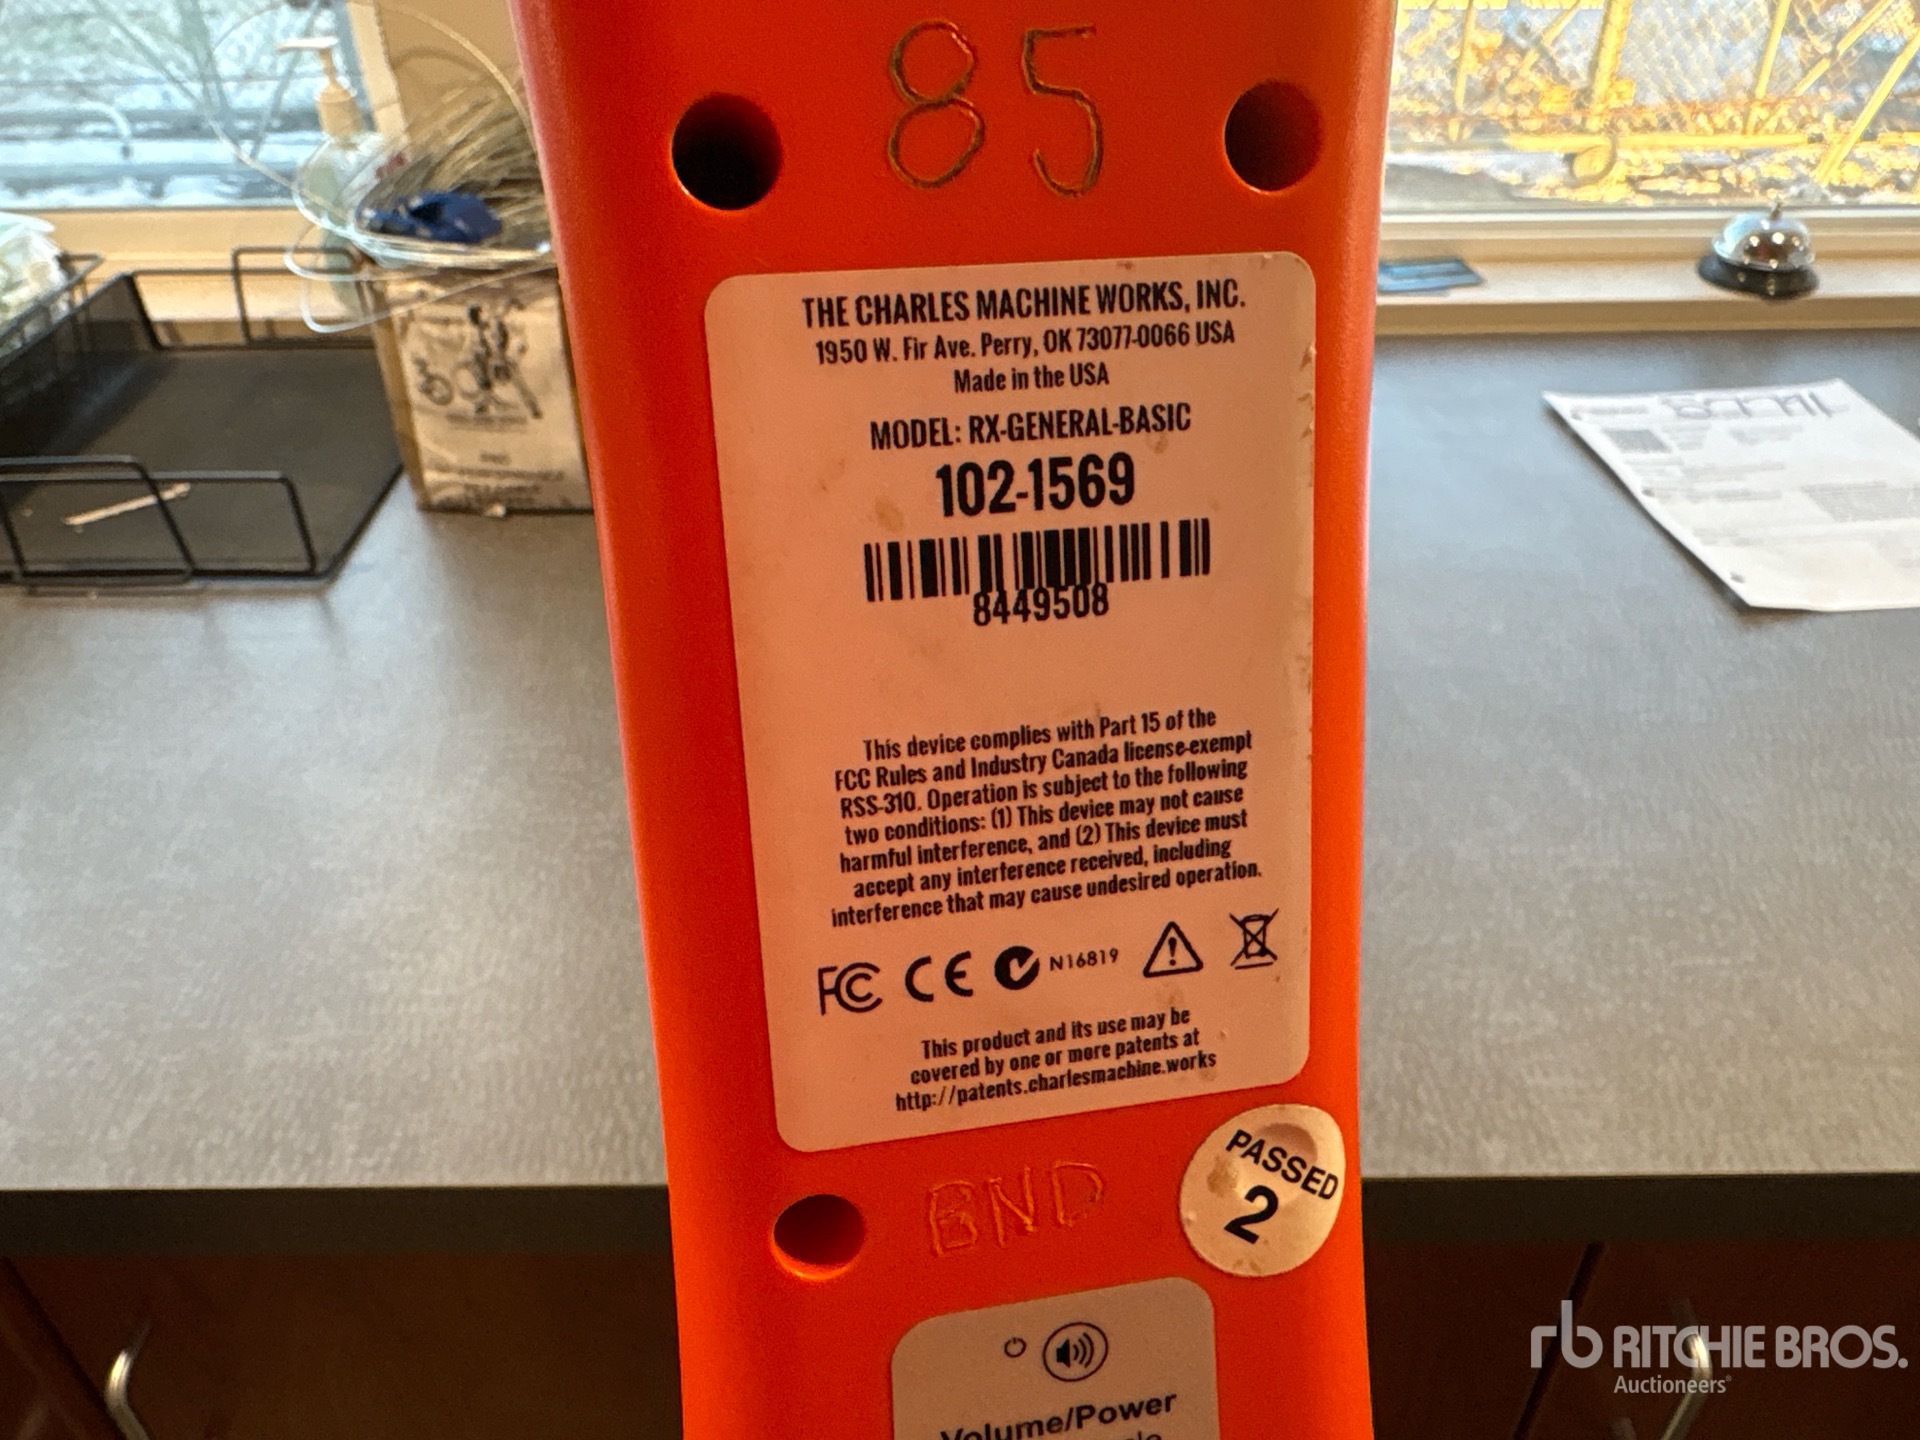 85
THE CHARLES MACHINE WORKS, INC.
1950 W. Fir Ave. Perry, OK 73077-0066 USA
Made in the USA
MODEL: RX-GENERAL-BASIC
102-1569
8449508
This device complies with Part 15 of the
FCC Rules and Industry Canada license-exempt
RSS-310. Operation is subject to the following
two conditions: (1) This device may not cause
harmful interference, and (2) This device must
accept any interference received, including
interference that may cause undesired operation.
FC CE N16819
This product and its use may be
covered by one or more patents at
http://patents.charlesmachine.works
PASSED
2
BND
Volume/Power
rb RITCHIE BROS.
Auctioneers